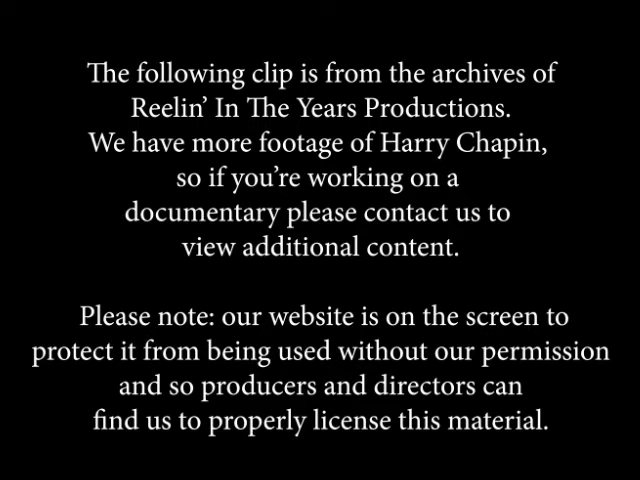 The following clip is from the archives of
Reelin’ In The Years Productions.
We have more footage of Harry Chapin,
so if you’re working on a
documentary please contact us to
view additional content.
Please note: our website is on the screen to
protect it from being used without our permission
and so producers and directors can
find us to properly license this material.